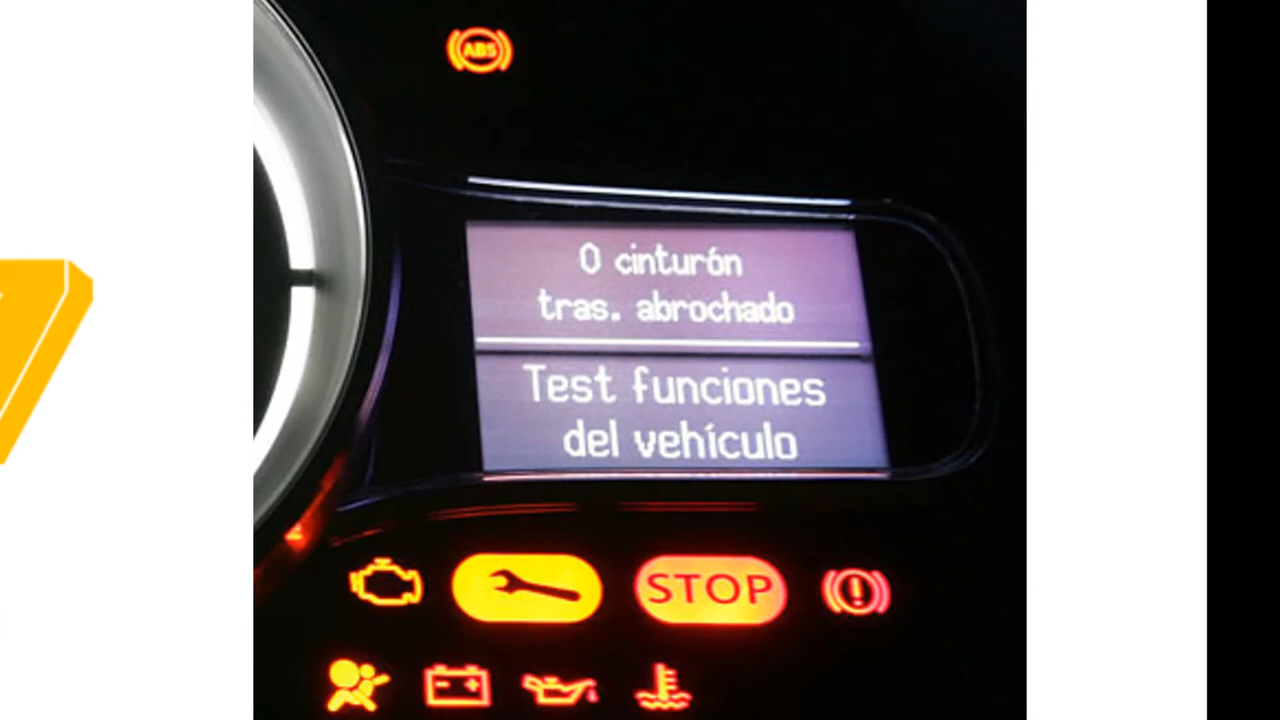 ABS
0 cinturón
tras. abrochado
Test funciones
del vehículo
STOP